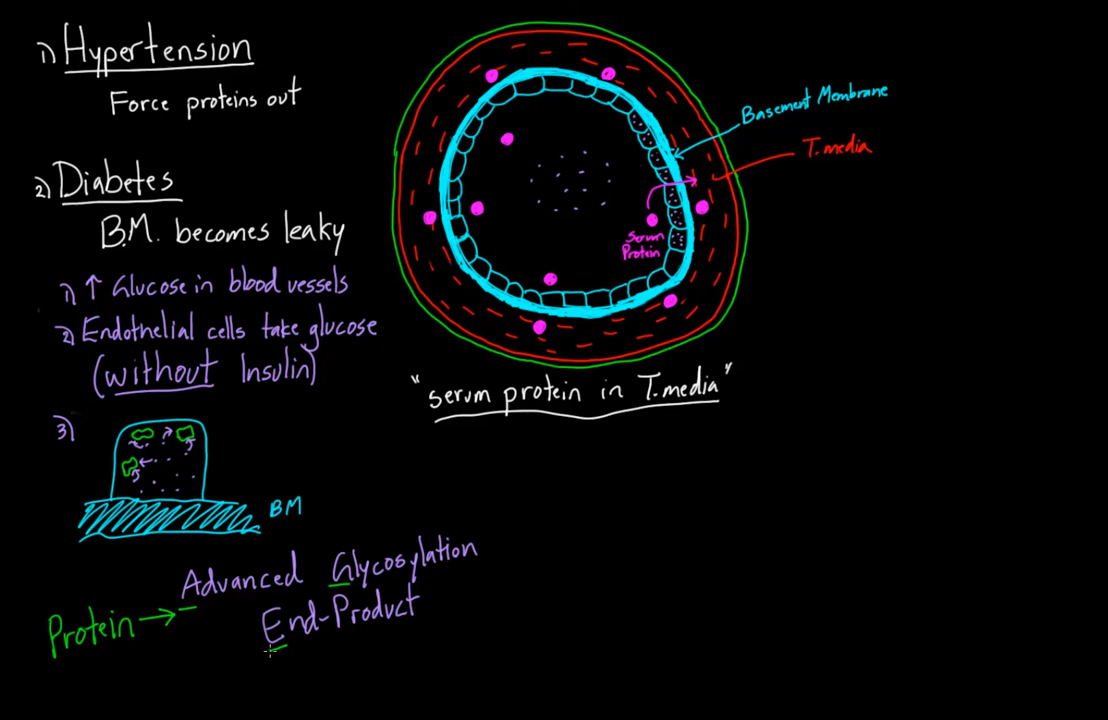 1) Hypertension
Force proteins out
2) Diabetes
B.M. becomes leaky
1) ↑ Glucose in blood vessels
2) Endothelial cells take glucose
(without Insulin)
3)
BM
Protein → Advanced Glycosylation
End-Product
Basement Membrane
T.media
Serum
Protein
"serum protein in T.media"